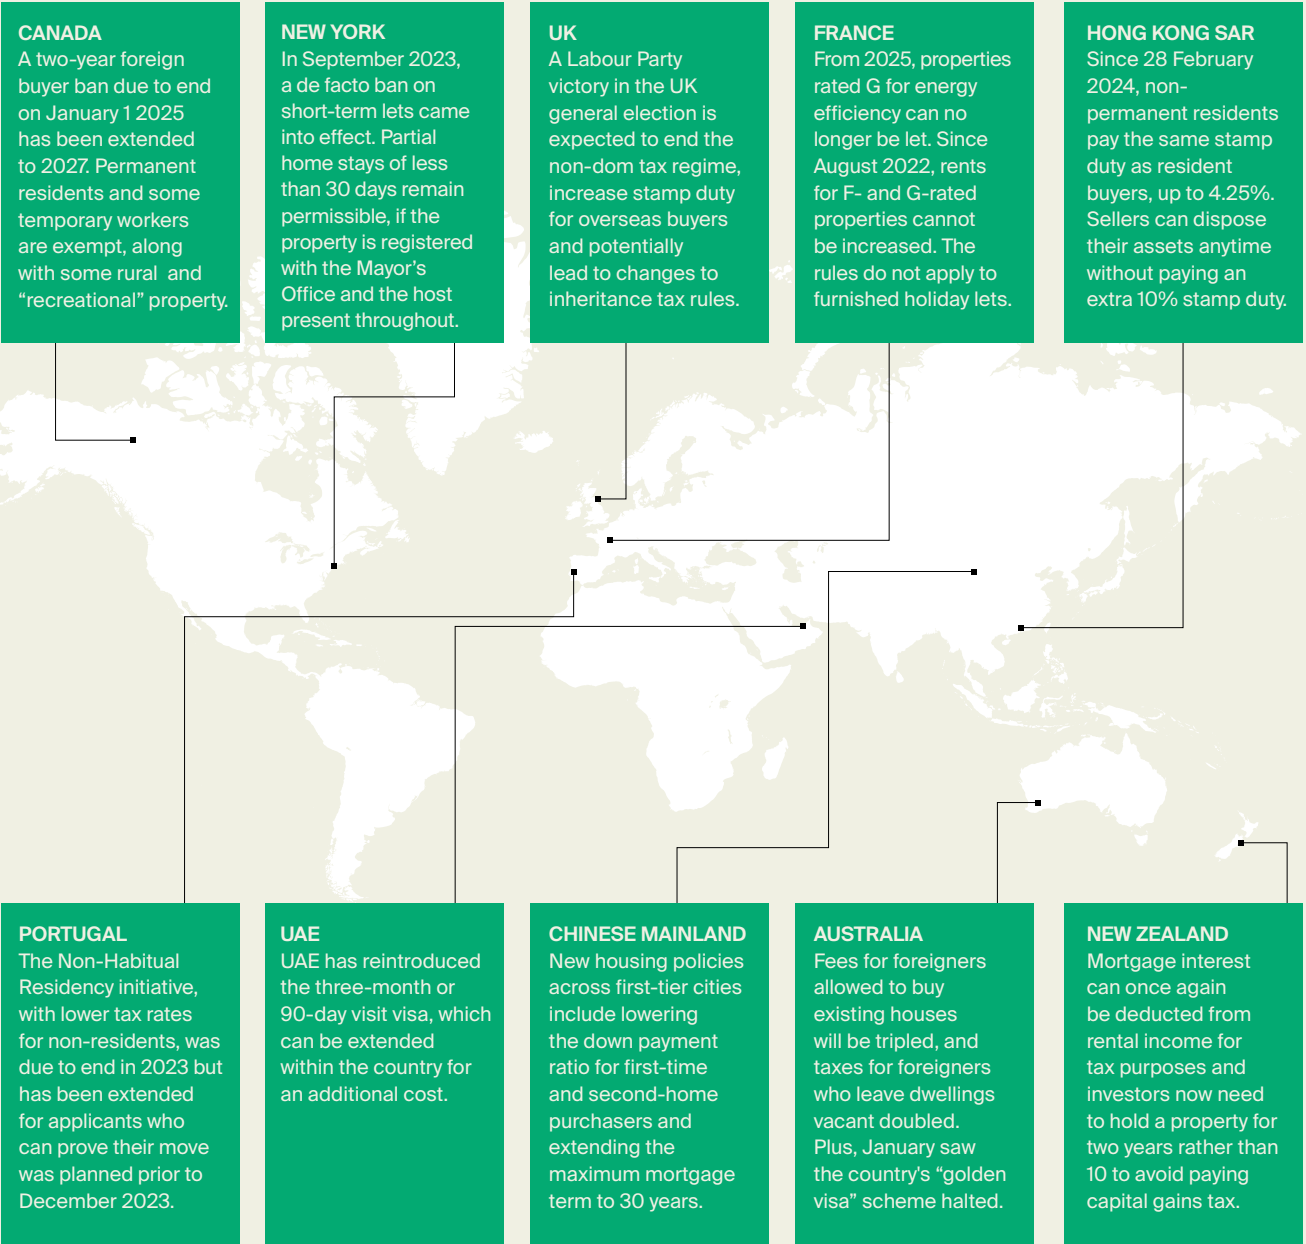 CANADA
A two-year foreign
buyer ban due to end
on January 1 2025
has been extended
to 2027. Permanent
residents and some
temporary workers
are exempt, along
with some rural and
“recreational” property.
NEW YORK
In September 2023,
a de facto ban on
short-term lets came
into effect. Partial
home stays of less
than 30 days remain
permissible, if the
property is registered
with the Mayor’s
Office and the host
present throughout.
UK
A Labour Party
victory in the UK
general election is
expected to end the
non-dom tax regime,
increase stamp duty
for overseas buyers
and potentially
lead to changes to
inheritance tax rules.
FRANCE
From 2025, properties
rated G for energy
efficiency can no
longer be let. Since
August 2022, rents
for F- and G-rated
properties cannot
be increased. The
rules do not apply to
furnished holiday lets.
HONG KONG SAR
Since 28 February
2024, non-
permanent residents
pay the same stamp
duty as resident
buyers, up to 4.25%.
Sellers can dispose
their assets anytime
without paying an
extra 10% stamp duty.
PORTUGAL
The Non-Habitual
Residency initiative,
with lower tax rates
for non-residents, was
due to end in 2023 but
has been extended
for applicants who
can prove their move
was planned prior to
December 2023.
UAE
UAE has reintroduced
the three-month or
90-day visit visa, which
can be extended
within the country for
an additional cost.
CHINESE MAINLAND
New housing policies
across first-tier cities
include lowering
the down payment
ratio for first-time
and second-home
purchasers and
extending the
maximum mortgage
term to 30 years.
AUSTRALIA
Fees for foreigners
allowed to buy
existing houses
will be tripled, and
taxes for foreigners
who leave dwellings
vacant doubled.
Plus, January saw
the country's “golden
visa” scheme halted.
NEW ZEALAND
Mortgage interest
can once again
be deducted from
rental income for
tax purposes and
investors now need
to hold a property for
two years rather than
10 to avoid paying
capital gains tax.